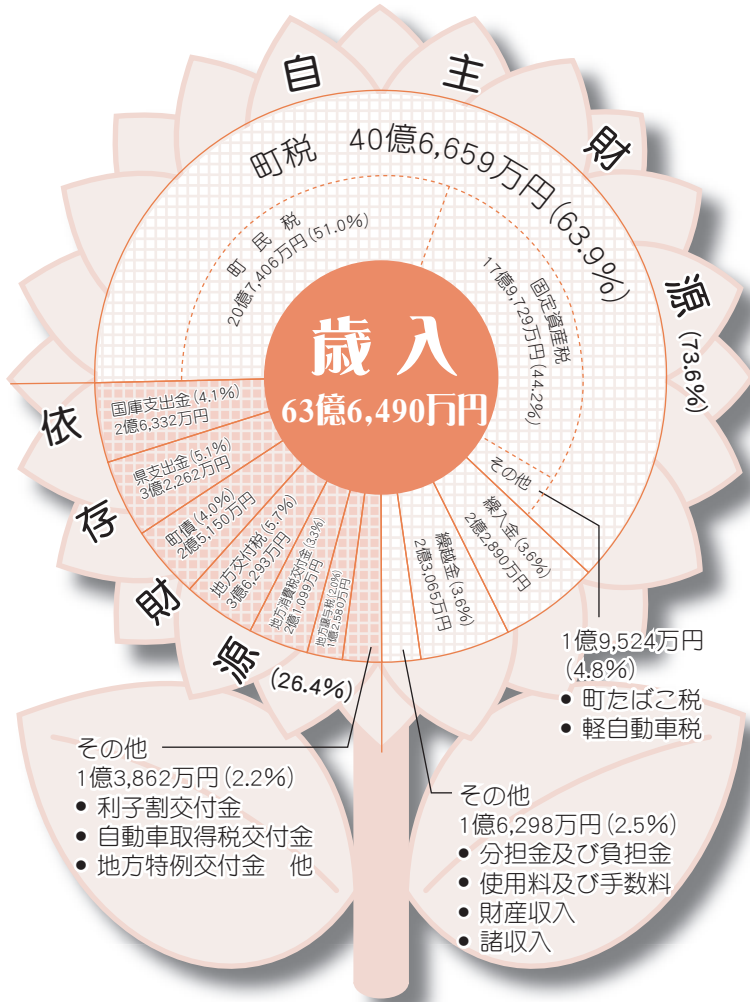 自主財源(73.6%)
町税 40億6,659万円(63.9%)
町民税
20億7,406万円(51.0%)
固定資産税
17億9,729万円(44.2%)
その他
1億9,524万円
(4.8%)
• 町たばこ税
• 軽自動車税
繰入金(3.6%)
2億2,890万円
繰越金(3.6%)
2億3,065万円
その他
1億6,298万円(2.5%)
• 分担金及び負担金
• 使用料及び手数料
• 財産収入
• 諸収入
歳入
63億6,490万円
依存財源(26.4%)
国庫支出金(4.1%)
2億6,332万円
県支出金(5.1%)
3億2,262万円
町債(4.0%)
2億5,150万円
地方交付税(5.7%)
3億6,293万円
地方消費税交付金(3.3%)
2億1,099万円
地方譲与税(2.0%)
1億2,580万円
その他
1億3,862万円(2.2%)
• 利子割交付金
• 自動車取得税交付金
• 地方特例交付金 他